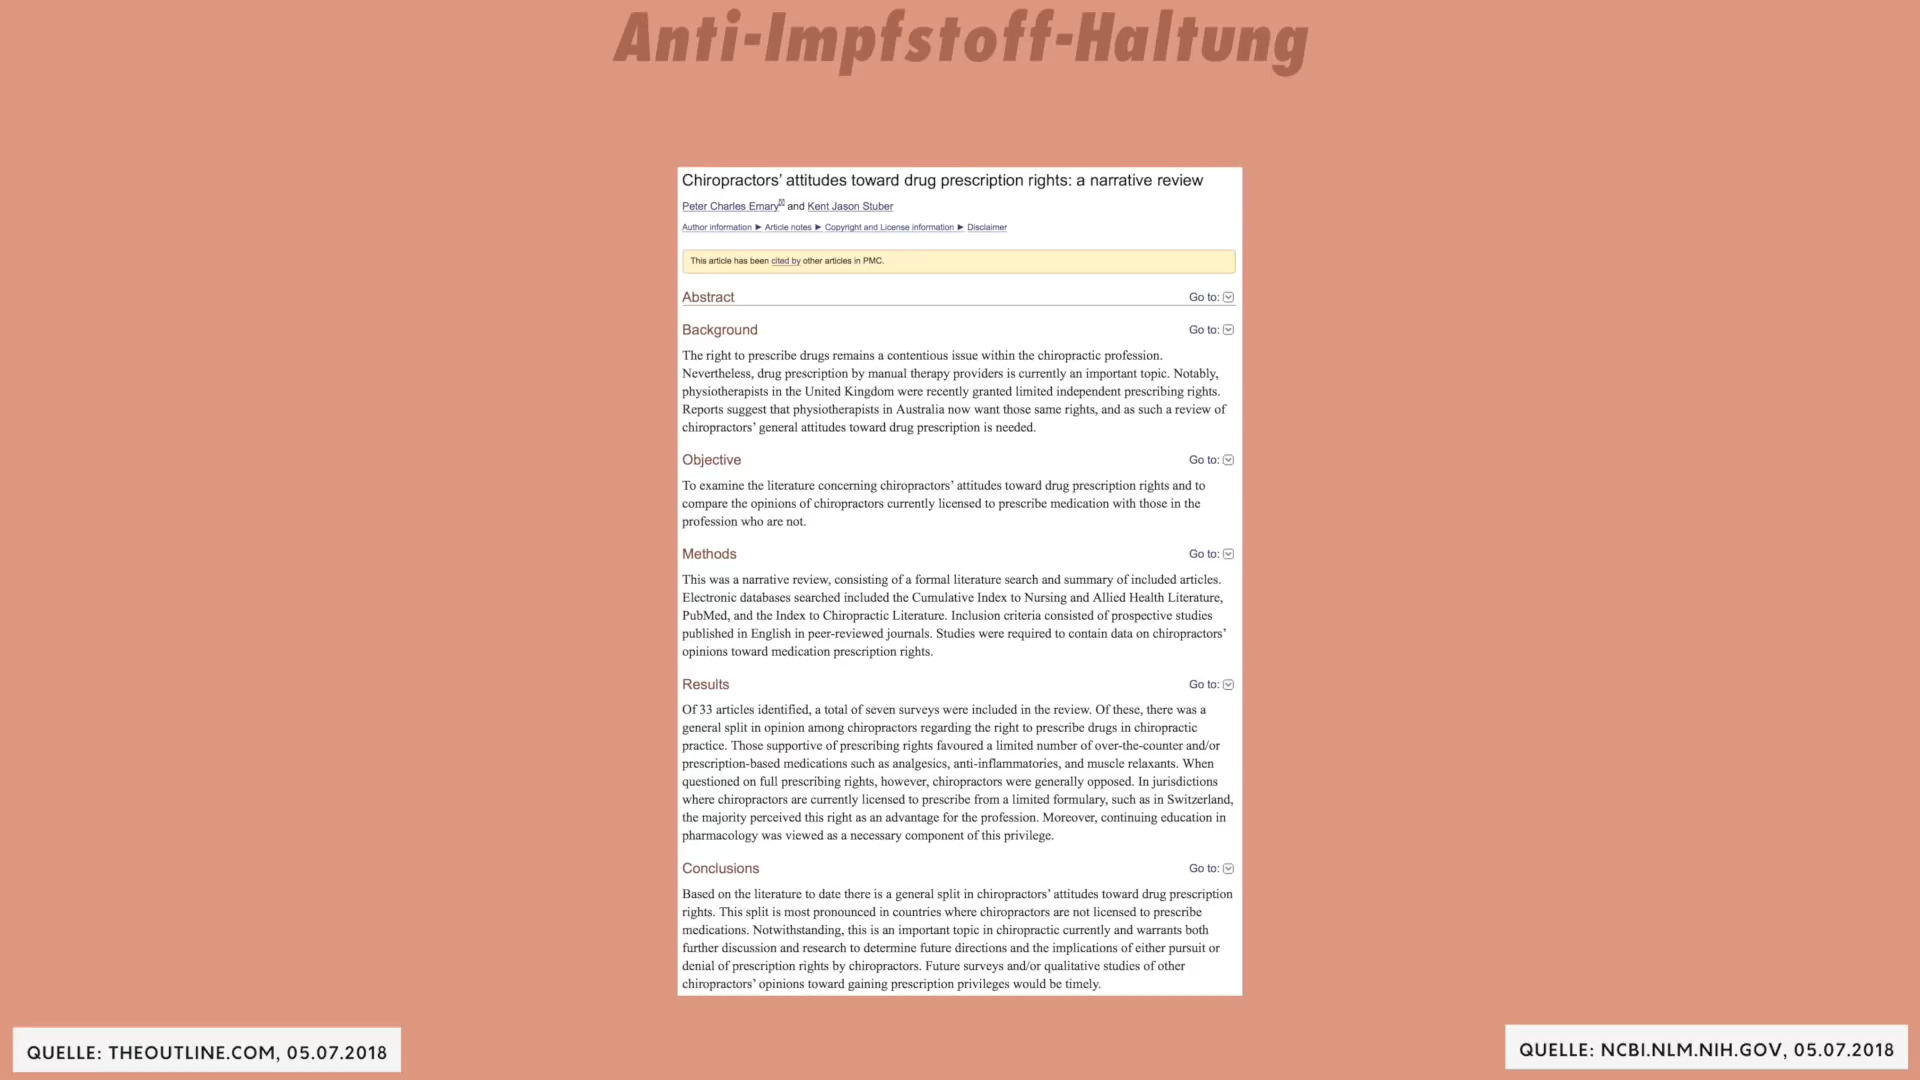 Anti-Impfstoff-Haltung
Chiropractors’ attitudes toward drug prescription rights: a narrative review
Peter Charles Emary and Kent Jason Stuber
Author information ► Article notes ► Copyright and License information ► Disclaimer
This article has been cited by other articles in PMC.
Abstract Go to:
Background Go to:
The right to prescribe drugs remains a contentious issue within the chiropractic profession.
Nevertheless, drug prescription by manual therapy providers is currently an important topic. Notably,
physiotherapists in the United Kingdom were recently granted limited independent prescribing rights.
Reports suggest that physiotherapists in Australia now want those same rights, and as such a review of
chiropractors’ general attitudes toward drug prescription is needed.
Objective Go to:
To examine the literature concerning chiropractors’ attitudes toward drug prescription rights and to
compare the opinions of chiropractors currently licensed to prescribe medication with those in the
profession who are not.
Methods Go to:
This was a narrative review, consisting of a formal literature search and summary of included articles.
Electronic databases searched included the Cumulative Index to Nursing and Allied Health Literature,
PubMed, and the Index to Chiropractic Literature. Inclusion criteria consisted of prospective studies
published in English in peer-reviewed journals. Studies were required to contain data on chiropractors’
opinions toward medication prescription rights.
Results Go to:
Of 33 articles identified, a total of seven surveys were included in the review. Of these, there was a
general split in opinion among chiropractors regarding the right to prescribe drugs in chiropractic
practice. Those supportive of prescribing rights favoured a limited number of over-the-counter and/or
prescription-based medications such as analgesics, anti-inflammatories, and muscle relaxants. When
questioned on full prescribing rights, however, chiropractors were generally opposed. In jurisdictions
where chiropractors are currently licensed to prescribe from a limited formulary, such as in Switzerland,
the majority perceived this right as an advantage for the profession. Moreover, continuing education in
pharmacology was viewed as a necessary component of this privilege.
Conclusions Go to:
Based on the literature to date there is a general split in chiropractors’ attitudes toward drug prescription
rights. This split is most pronounced in countries where chiropractors are not licensed to prescribe
medications. Notwithstanding, this is an important topic in chiropractic currently and warrants both
further discussion and research to determine future directions and the implications of either pursuit or
denial of prescription rights by chiropractors. Future surveys and/or qualitative studies of other
chiropractors’ opinions toward gaining prescription privileges would be timely.
QUELLE: THEOUTLINE.COM, 05.07.2018
QUELLE: NCBI.NLM.NIH.GOV, 05.07.2018